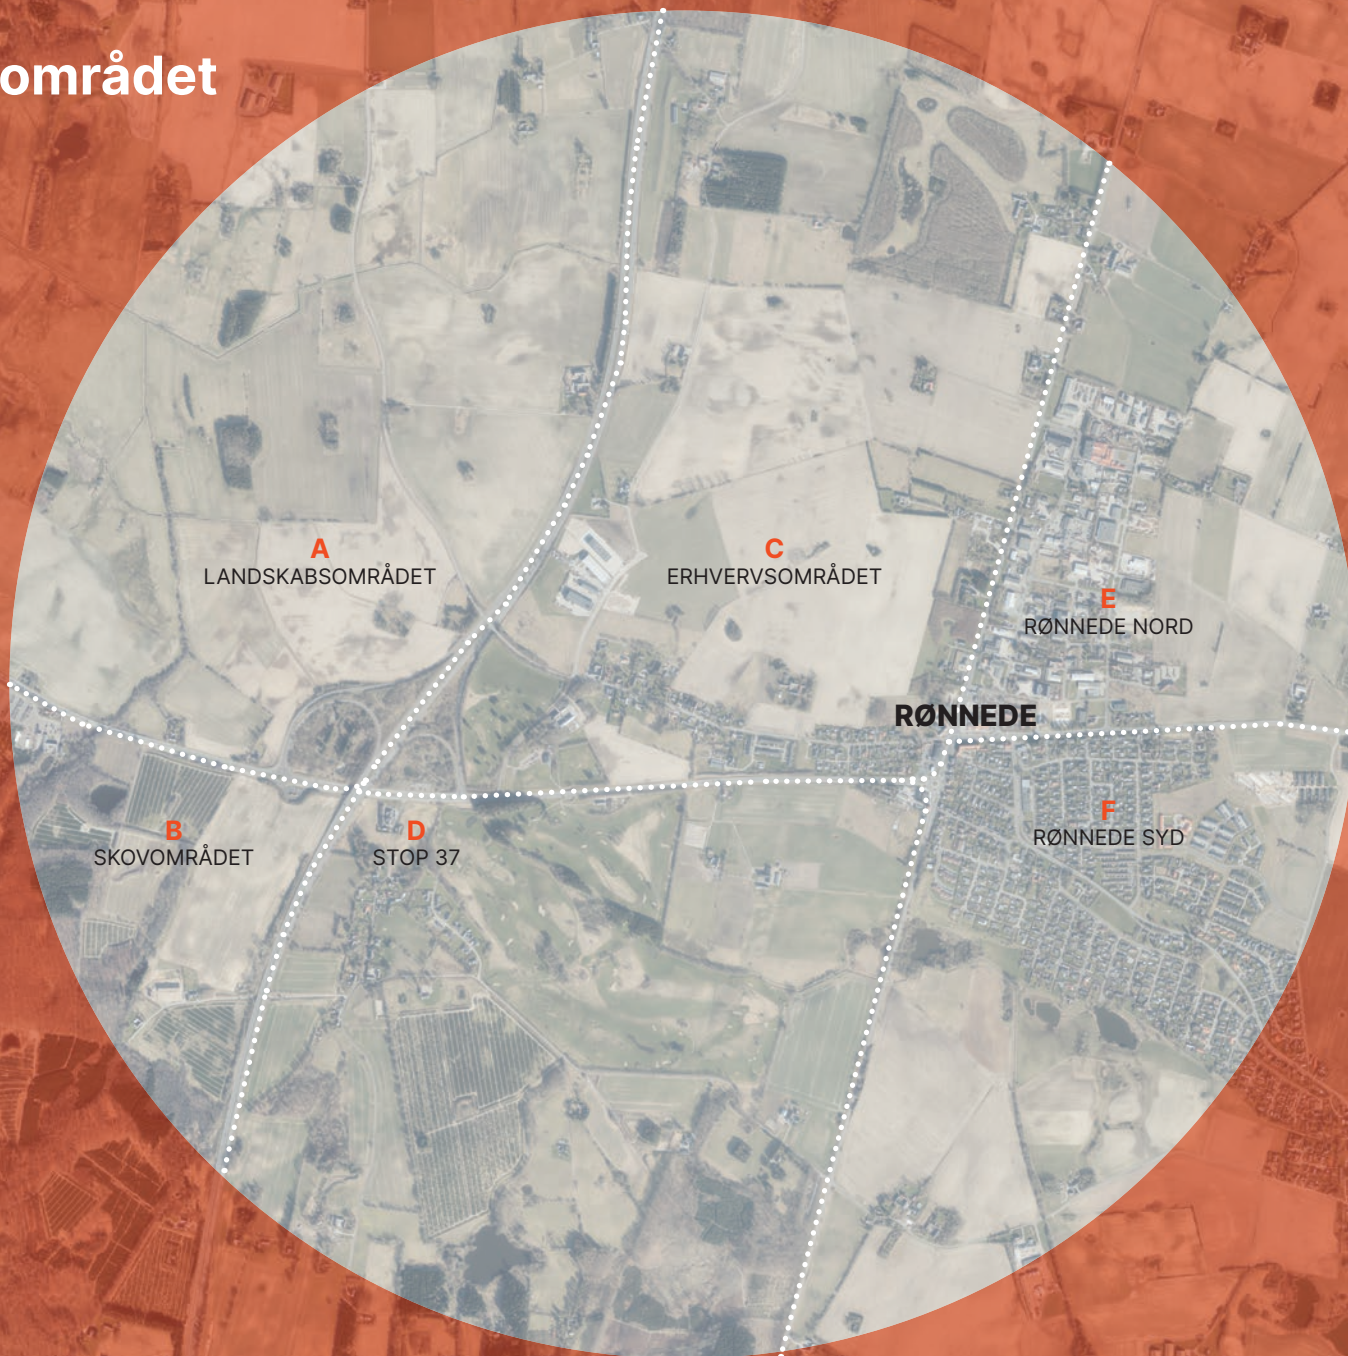 området
A
LANDSKABSOMRÅDET
C
ERHVERVSOMRÅDET
E
RØNNEDE NORD
RØNNEDE
B
SKOVOMRÅDET
D
STOP 37
F
RØNNEDE SYD